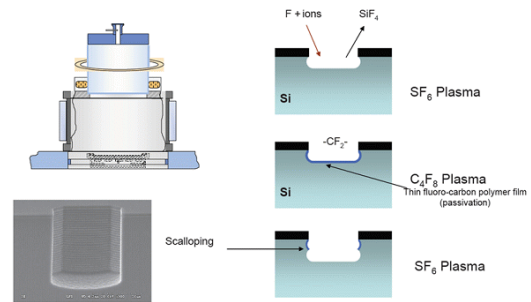 F + ions
SiF4
Si
SF6 Plasma
-CF2-
Si
C4F8 Plasma
Thin fluoro-carbon polymer film
(passivation)
Scalloping
SF6 Plasma